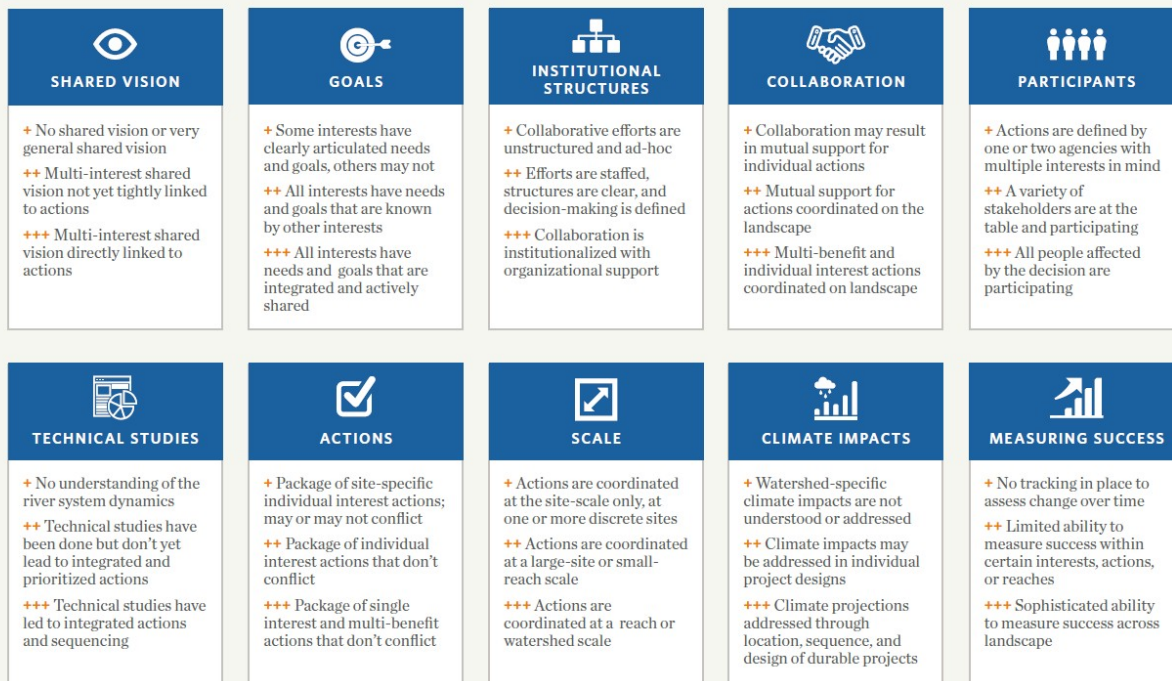 SHARED VISION
+ No shared vision or very
general shared vision
++ Multi-interest shared
vision not yet tightly linked
to actions
+++ Multi-interest shared
vision directly linked to
actions
GOALS
+ Some interests have
clearly articulated needs
and goals, others may not
++ All interests have needs
and goals that are known
by other interests
+++ All interests have
needs and goals that are
integrated and actively
shared
INSTITUTIONAL
STRUCTURES
+ Collaborative efforts are
unstructured and ad-hoc
++ Efforts are staffed,
structures are clear, and
decision-making is defined
+++ Collaboration is
institutionalized with
organizational support
COLLABORATION
+ Collaboration may result
in mutual support for
individual actions
++ Mutual support for
actions coordinated on the
landscape
+++ Multi-benefit and
individual interest actions
coordinated on landscape
PARTICIPANTS
+ Actions are defined by
one or two agencies with
multiple interests in mind
++ A variety of
stakeholders are at the
table and participating
+++ All people affected
by the decision are
participating
TECHNICAL STUDIES
+ No understanding of the
river system dynamics
++ Technical studies have
been done but don't yet
lead to integrated and
prioritized actions
+++ Technical studies have
led to integrated actions
and sequencing
ACTIONS
+ Package of site-specific
individual interest actions;
may or may not conflict
++ Package of individual
interest actions that don't
conflict
+++ Package of single
interest and multi-benefit
actions that don't conflict
SCALE
+ Actions are coordinated
at the site-scale only, at
one or more discrete sites
++ Actions are coordinated
at a large-site or small-
reach scale
+++ Actions are
coordinated at a reach or
watershed scale
CLIMATE IMPACTS
+ Watershed-specific
climate impacts are not
understood or addressed
++ Climate impacts may
be addressed in individual
project designs
+++ Climate projections
addressed through
location, sequence, and
design of durable projects
MEASURING SUCCESS
+ No tracking in place to
assess change over time
++ Limited ability to
measure success within
certain interests, actions,
or reaches
+++ Sophisticated ability
to measure success across
landscape